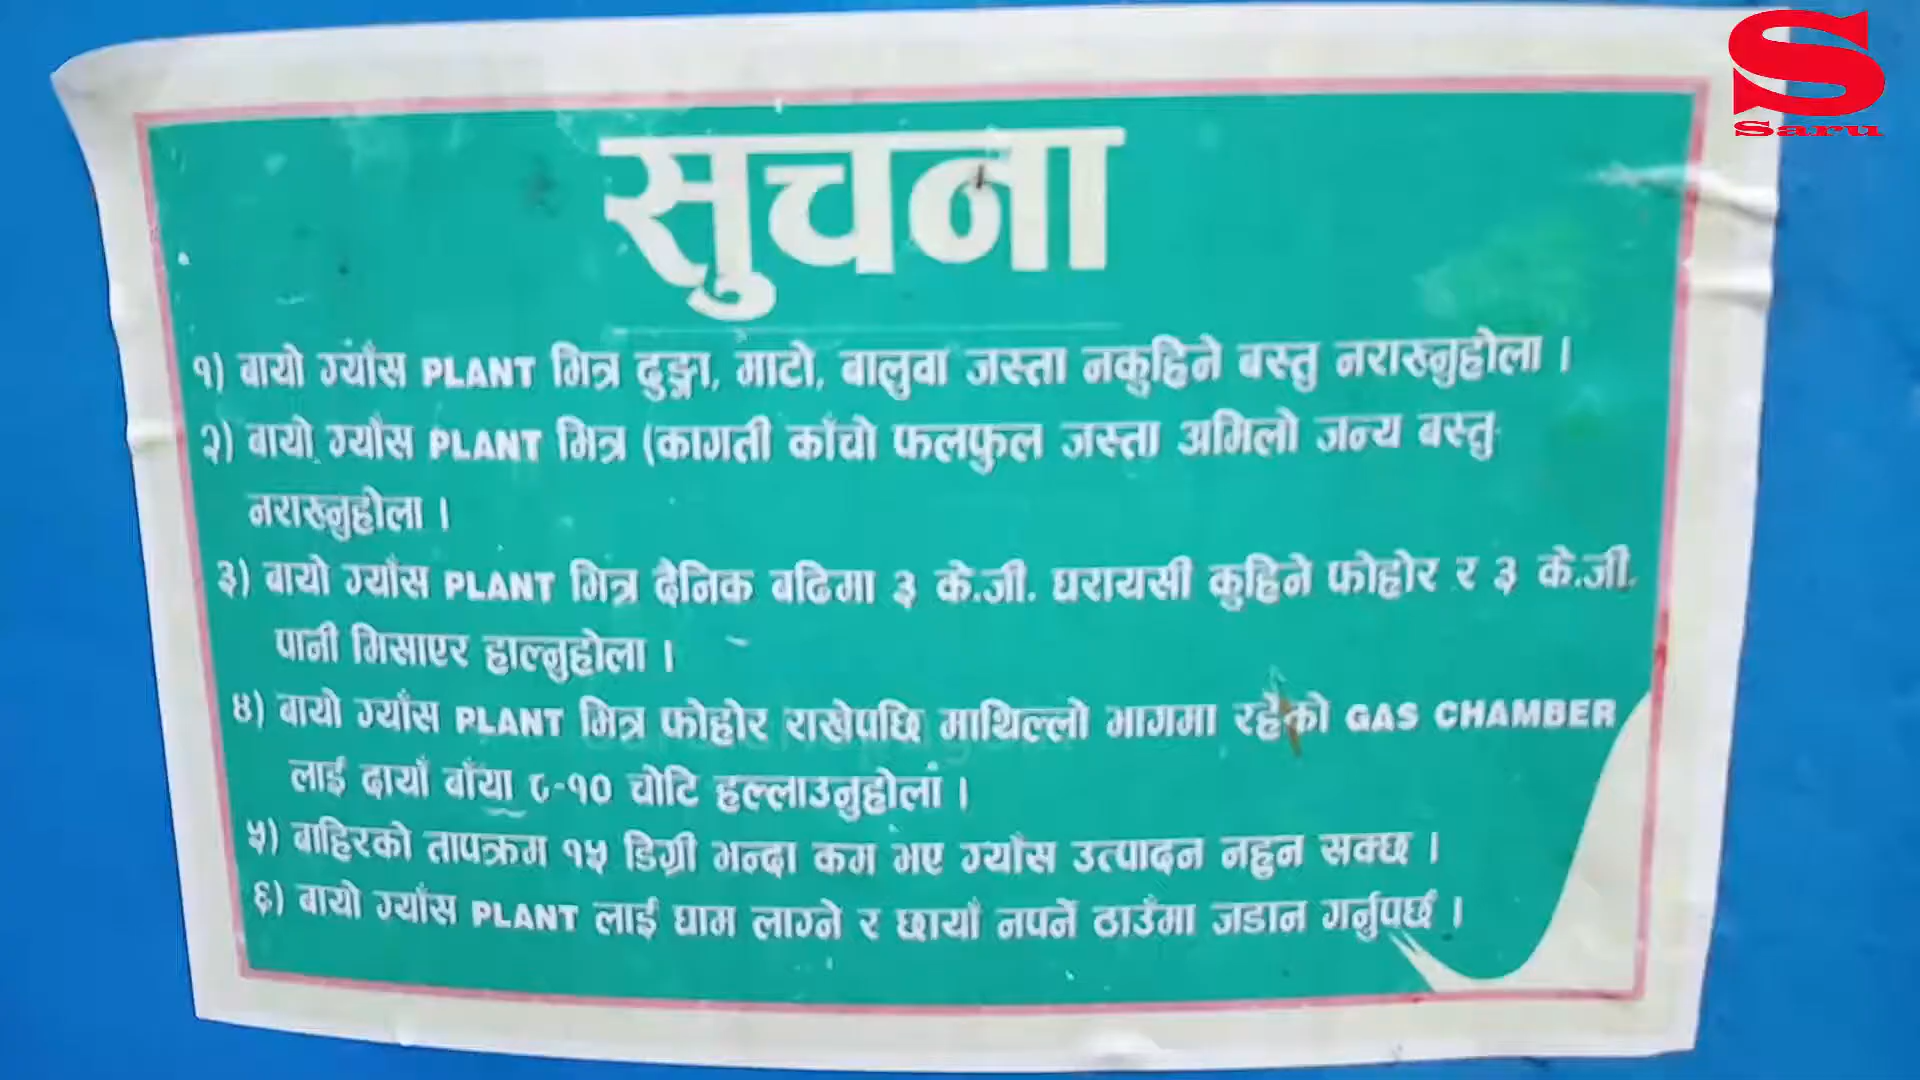 सुचना
१) बायो ग्याँस PLANT भित्र ढुङ्गा, माटो, बालुवा जस्ता नकुहिने बस्तु नराख्नुहोला ।
२) बायो ग्याँस PLANT भित्र (कागती काँचो फलफुल जस्ता अमिलो जन्य बस्तु
नराख्नुहोला ।
३) बायो ग्याँस PLANT भित्र दैनिक बढिमा ३ के.जी. घरायसी कुहिने फोहोर र ३ के.जी.
पानी मिसाएर हाल्नुहोला ।
४) बायो ग्याँस PLANT भित्र फोहोर राखेपछि माथिल्लो भागमा रहेको GAS CHAMBER
लाई दायाँ बाँया ८-१० चोटि हल्लाउनुहोला ।
५) बाहिरको तापक्रम १५ डिग्री भन्दा कम भए ग्याँस उत्पादन नहुन सक्छ ।
६) बायो ग्याँस PLANT लाई घाम लाग्ने र छायाँ नपर्ने ठाउँमा जडान गर्नुपर्छ ।
S
Saru